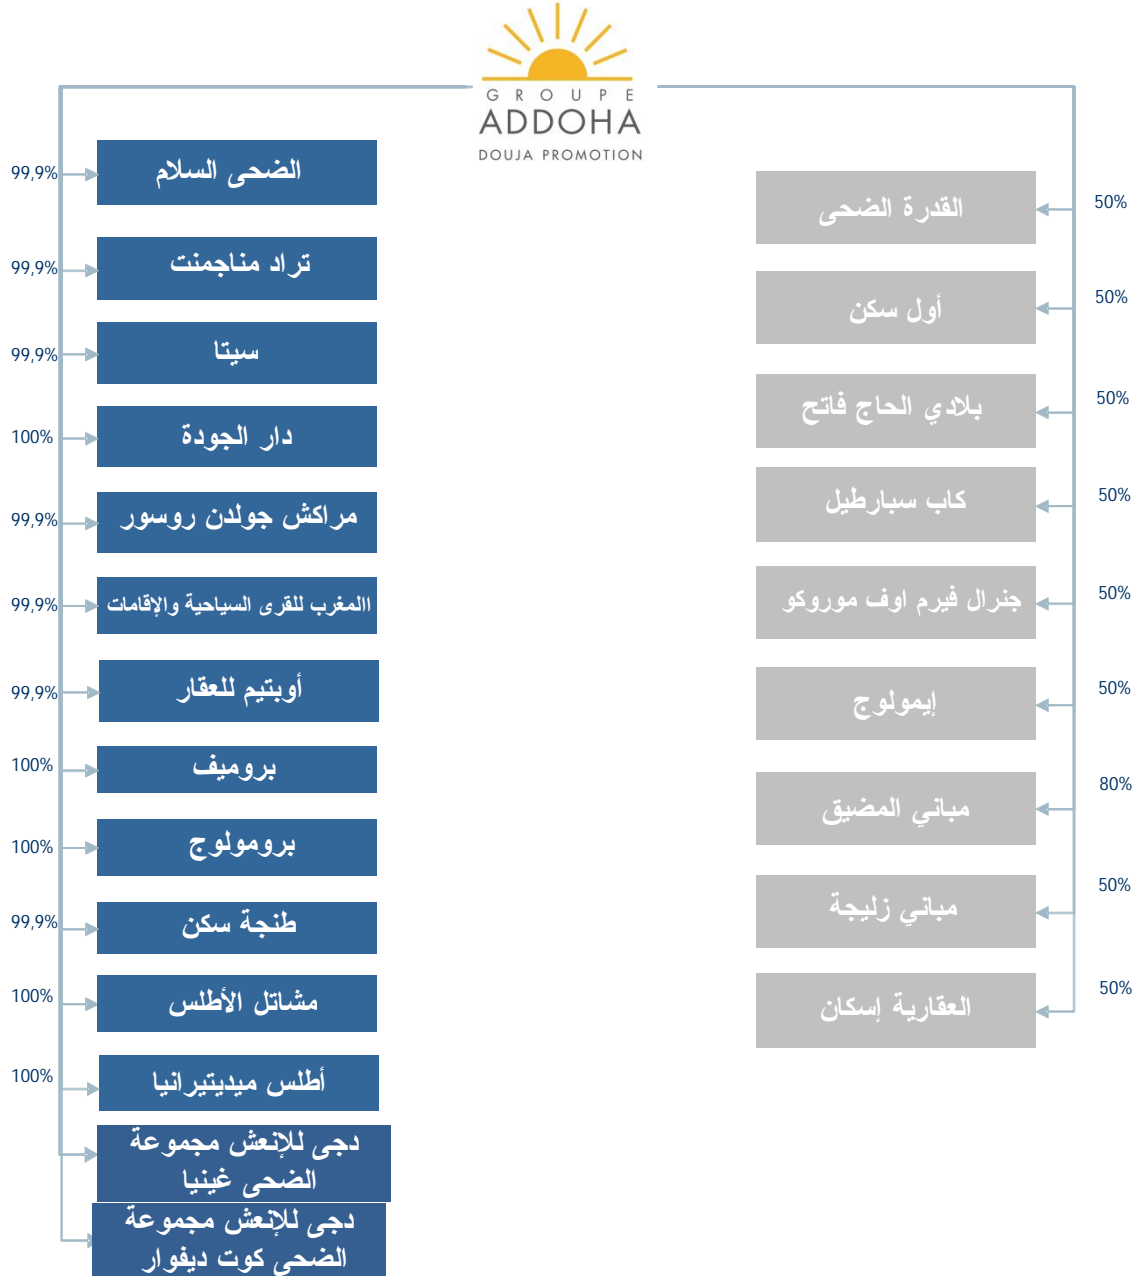 GROUPE
ADDOHA
DOUJA PROMOTION
99,9%
الضحى السلام
99,9%
تراد مناجمنت
99,9%
سيتا
100%
دار الجودة
99,9%
مراكش جولدن روسور
99,9%
االمغرب للقرى السياحية والإقامات
99,9%
أوبتيم للعقار
100%
بروميف
100%
برومولوج
99,9%
طنجة سكن
100%
مشاتل الأطلس
100%
أطلس ميديتيرانيا
دجى للإنعش مجموعة
الضحى غينيا
دجى للإنعش مجموعة
الضحى كوت ديفوار
القدرة الضحى
50%
أول سكن
50%
بلادي الحاج فاتح
50%
كاب سبارطيل
50%
جنرال فيرم اوف موروكو
50%
إيمولوج
50%
مباني المضيق
80%
مباني زليجة
50%
العقارية إسكان
50%